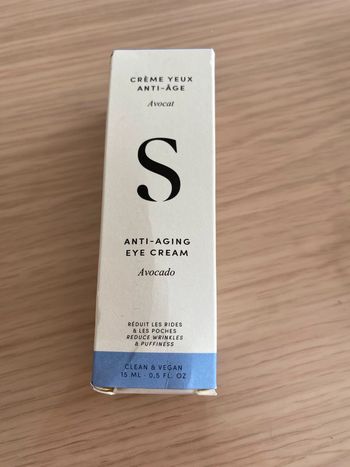 CRÈME YEUX
ANTI-ÂGE
Avocat
S
ANTI-AGING
EYE CREAM
Avocado
RÉDUIT LES RIDES
& LES POCHES
REDUCE WRINKLES
& PUFFINESS
CLEAN & VEGAN
15 ML - 0,5 FL. OZ